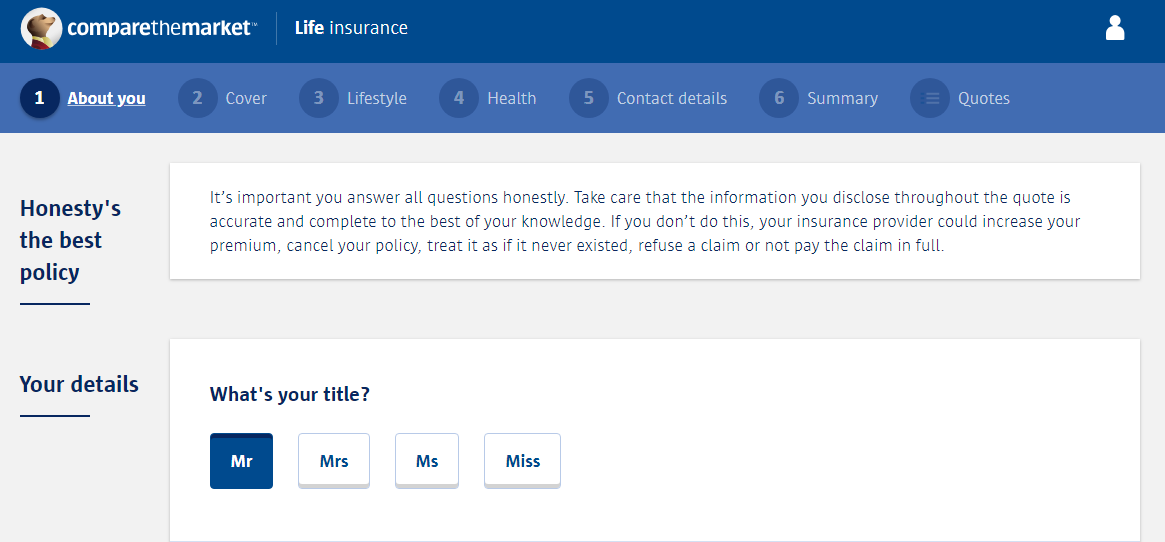 comparethemarket™ Life insurance
1 About you 2 Cover 3 Lifestyle 4 Health 5 Contact details 6 Summary Quotes
Honesty's
the best
policy
It’s important you answer all questions honestly. Take care that the information you disclose throughout the quote is
accurate and complete to the best of your knowledge. If you don’t do this, your insurance provider could increase your
premium, cancel your policy, treat it as if it never existed, refuse a claim or not pay the claim in full.
Your details
What's your title?
Mr Mrs Ms Miss